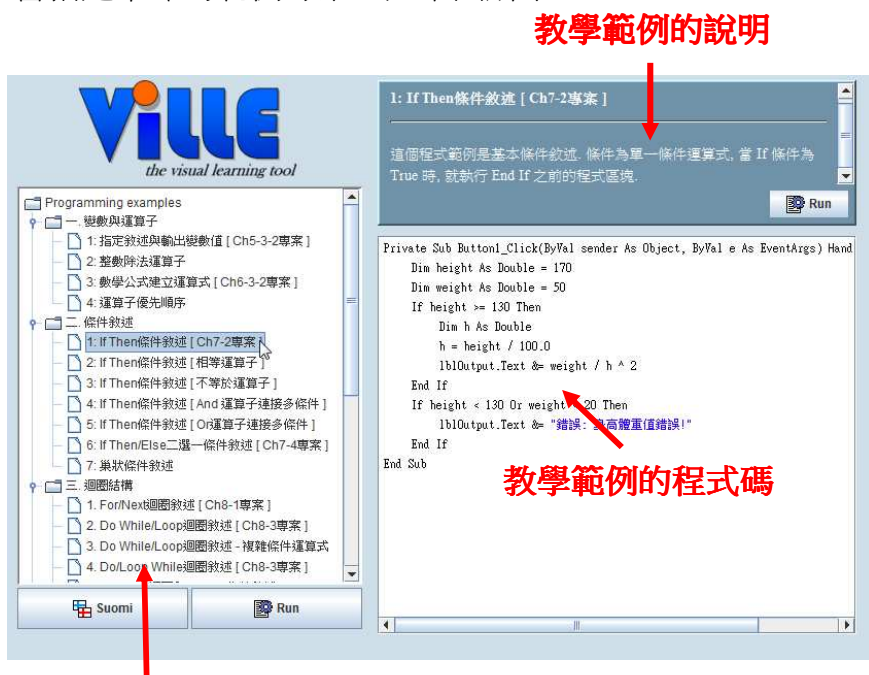 教學範例的說明
ViLLE
the visual learning tool
1: If Then條件敘述 [ Ch7-2專案 ]
這個程式範例是基本條件敘述. 條件為單一條件運算式, 當 If 條件為
True 時, 就執行 End If 之前的程式區塊.
Run
Programming examples
一. 變數與運算子
1: 指定敘述與輸出變數值 [ Ch5-3-2專案 ]
2: 整數除法運算子
3: 數學公式建立運算式 [ Ch6-3-2專案 ]
4: 運算子優先順序
二. 條件敘述
1: If Then條件敘述 [ Ch7-2專案 ]
2: If Then條件敘述 [相等運算子 ]
3: If Then條件敘述 [不等於運算子 ]
4: If Then條件敘述 [And 運算子連接多條件 ]
5: If Then條件敘述 [Or運算子連接多條件 ]
6: If Then/Else二選一條件敘述 [ Ch7-4專案 ]
7: 巢狀條件敘述
三. 迴圈結構
1. For/Next迴圈敘述 [ Ch8-1專案 ]
2. Do While/Loop迴圈敘述 [ Ch8-3專案 ]
3. Do While/Loop迴圈敘述 - 複雜條件運算式
4. Do/Loop While迴圈敘述 [ Ch8-3專案 ]
Suomi
Run
Private Sub Button1_Click(ByVal sender As Object, ByVal e As EventArgs) Hand
Dim height As Double = 170
Dim weight As Double = 50
If height >= 130 Then
Dim h As Double
h = height / 100.0
lblOutput.Text &= weight / h ^ 2
End If
If height < 130 Or weight 20 Then
lblOutput.Text &= "錯誤: 高體重值錯誤!"
End If
End Sub
教學範例的程式碼